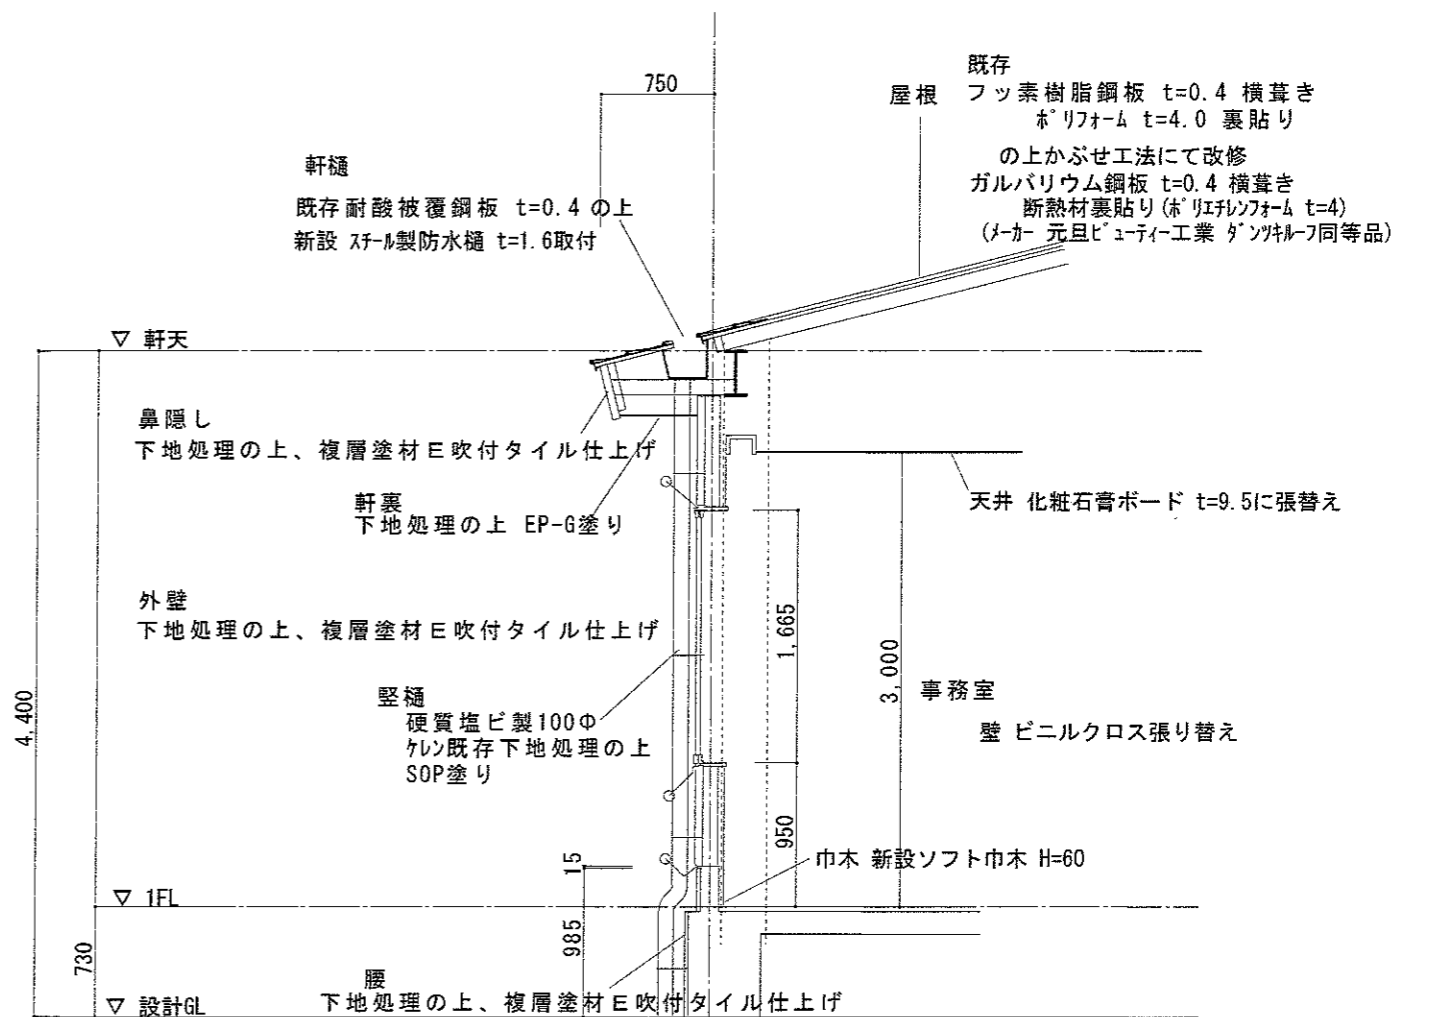 750
既存
屋根 フッ素樹脂鋼板 t=0.4 横葺き
ポリフォーム t=4.0 裏貼り
の上かぶせ工法にて改修
ガルバリウム鋼板 t=0.4 横葺き
断熱材裏貼り(ポリエチレンフォーム t=4)
(メーカー 元旦ビューティー工業 ダンツキルーフ同等品)
軒樋
既存耐酸被覆鋼板 t=0.4 の上
新設 スチール製防水樋 t=1.6取付
▽ 軒天
鼻隠し
下地処理の上、複層塗材E吹付タイル仕上げ
軒裏
下地処理の上 EP-G塗り
天井 化粧石膏ボード t=9.5に張替え
外壁
下地処理の上、複層塗材E吹付タイル仕上げ
1,665
3,000
事務室
壁 ビニルクロス張り替え
竪樋
硬質塩ビ製100Φ
ケレン既存下地処理の上
SOP塗り
4,400
950
15
巾木 新設ソフト巾木 H=60
▽ 1FL
985
730
腰
下地処理の上、複層塗材E吹付タイル仕上げ
▽ 設計GL